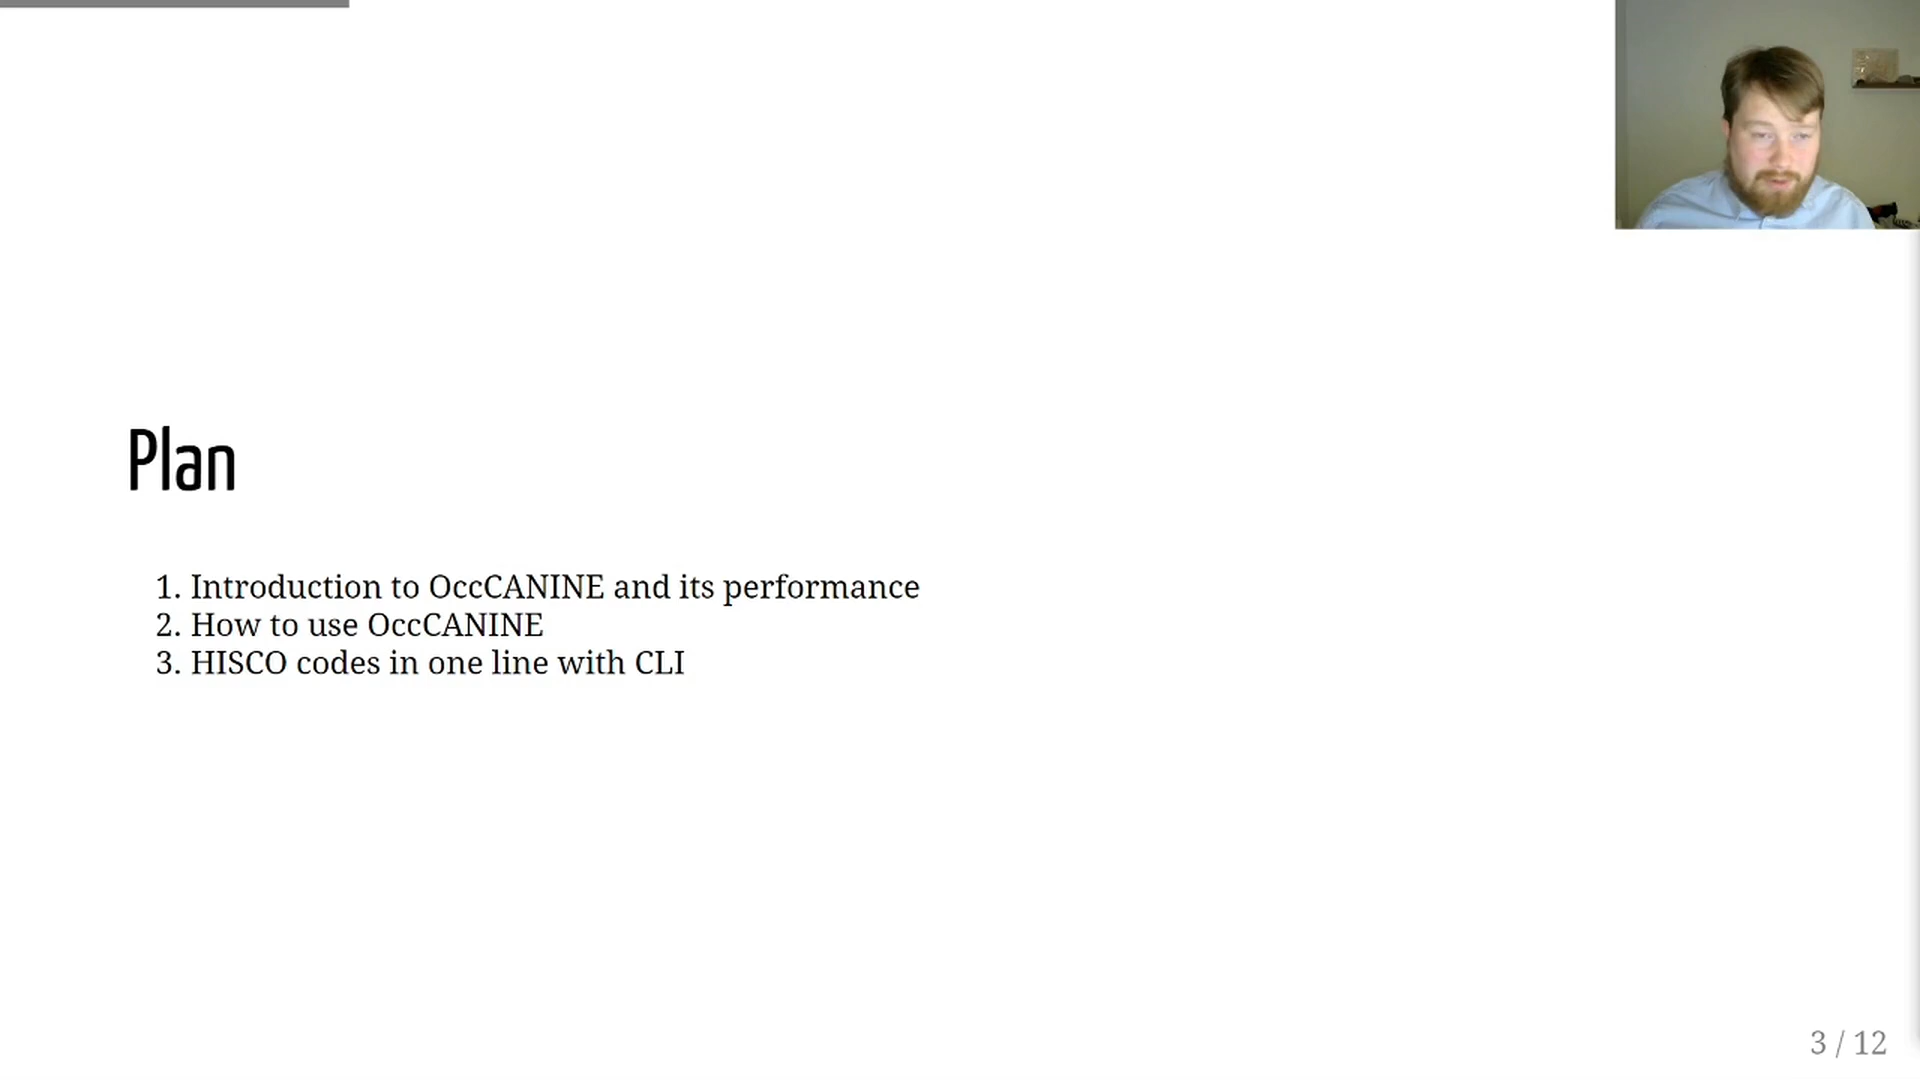 Plan
1. Introduction to OccCANINE and its performance
2. How to use OccCANINE
3. HISCO codes in one line with CLI
3 / 12